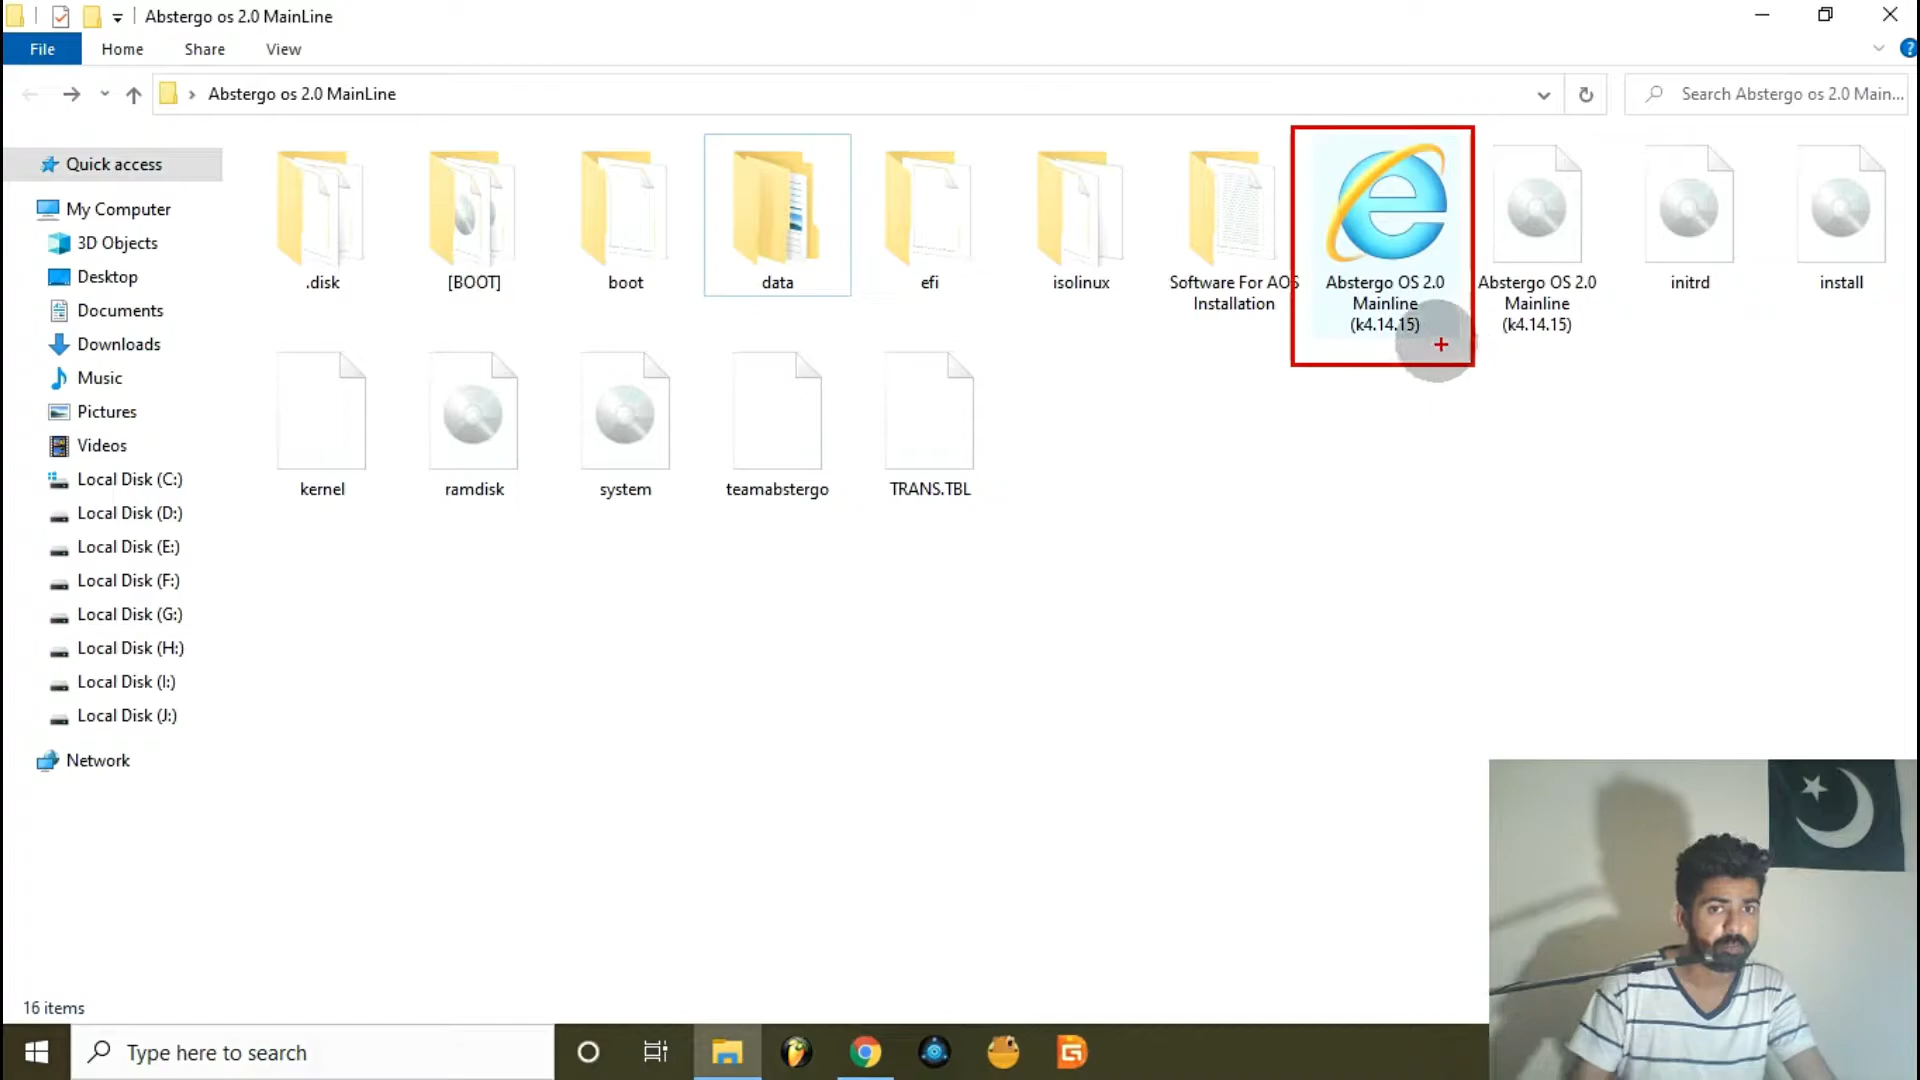 Abstergo os 2.0 MainLine
File
Home
Share
View
?
Abstergo os 2.0 MainLine
Search Abstergo os 2.0 Main...
Quick access
My Computer
3D Objects
Desktop
Documents
Downloads
Music
Pictures
Videos
Local Disk (C:)
Local Disk (D:)
Local Disk (E:)
Local Disk (F:)
Local Disk (G:)
Local Disk (H:)
Local Disk (I:)
Local Disk (J:)
Network
.disk
[BOOT]
boot
data
efi
isolinux
Software For AOS
Installation
Abstergo OS 2.0
Mainline
(k4.14.15)
Abstergo OS 2.0
Mainline
(k4.14.15)
initrd
install
kernel
ramdisk
system
teamabstergo
TRANS.TBL
16 items
Type here to search